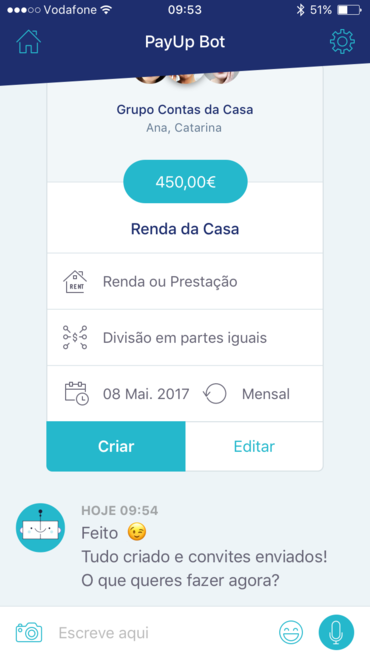 Vodafone 09:53 51%
PayUp Bot
Grupo Contas da Casa
Ana, Catarina
450,00€
Renda da Casa
RENT
Renda ou Prestação
Divisão em partes iguais
08 Mai. 2017 Mensal
Criar Editar
HOJE 09:54
Feito 😉
Tudo criado e convites enviados!
O que queres fazer agora?
Escreve aqui